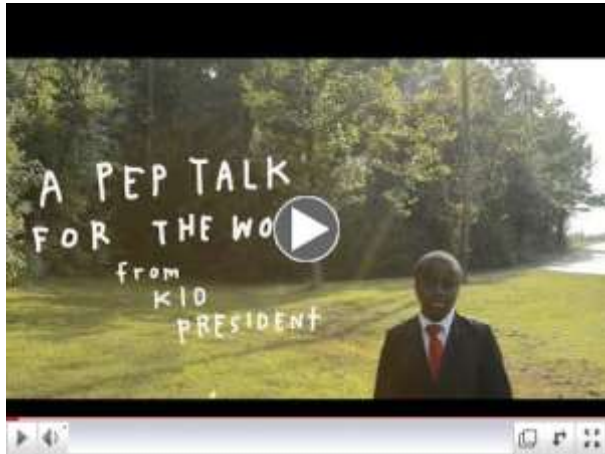 A PEP TALK
FOR THE WO
from
KID
PRESIDENT